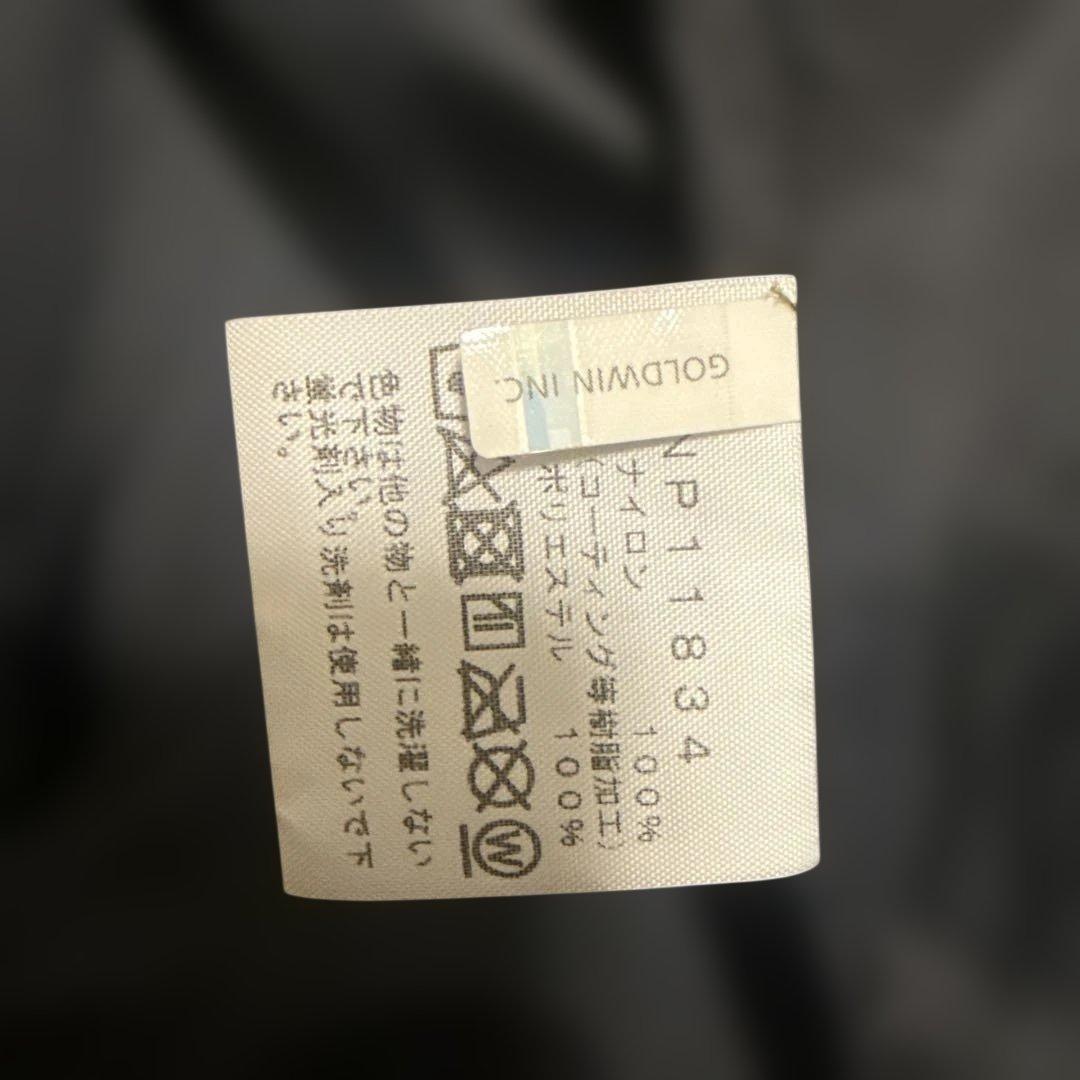 GOLDWIN INC.
NP11834
ナイロン 100%
(コーティング等樹脂加工)
ポリエステル 100%
W
色物は他の物と一緒に洗濯しない
で下さい。
蛍光剤入り洗剤は使用しないで下
さい。